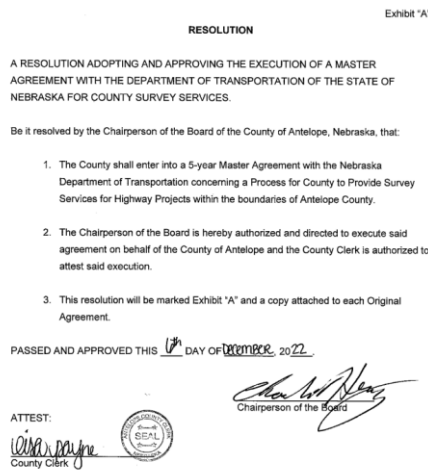 Exhibit "A"
RESOLUTION
A RESOLUTION ADOPTING AND APPROVING THE EXECUTION OF A MASTER
AGREEMENT WITH THE DEPARTMENT OF TRANSPORTATION OF THE STATE OF
NEBRASKA FOR COUNTY SURVEY SERVICES.
Be it resolved by the Chairperson of the Board of the County of Antelope, Nebraska, that:
1. The County shall enter into a 5-year Master Agreement with the Nebraska
Department of Transportation concerning a Process for County to Provide Survey
Services for Highway Projects within the boundaries of Antelope County.
2. The Chairperson of the Board is hereby authorized and directed to execute said
agreement on behalf of the County of Antelope and the County Clerk is authorized to
attest said execution.
3. This resolution will be marked Exhibit "A" and a copy attached to each Original
Agreement.
PASSED AND APPROVED THIS 6th DAY OF DECEMBER, 2022.
Chairperson of the Board
ATTEST:
SEAL
Lisa Payne
County Clerk